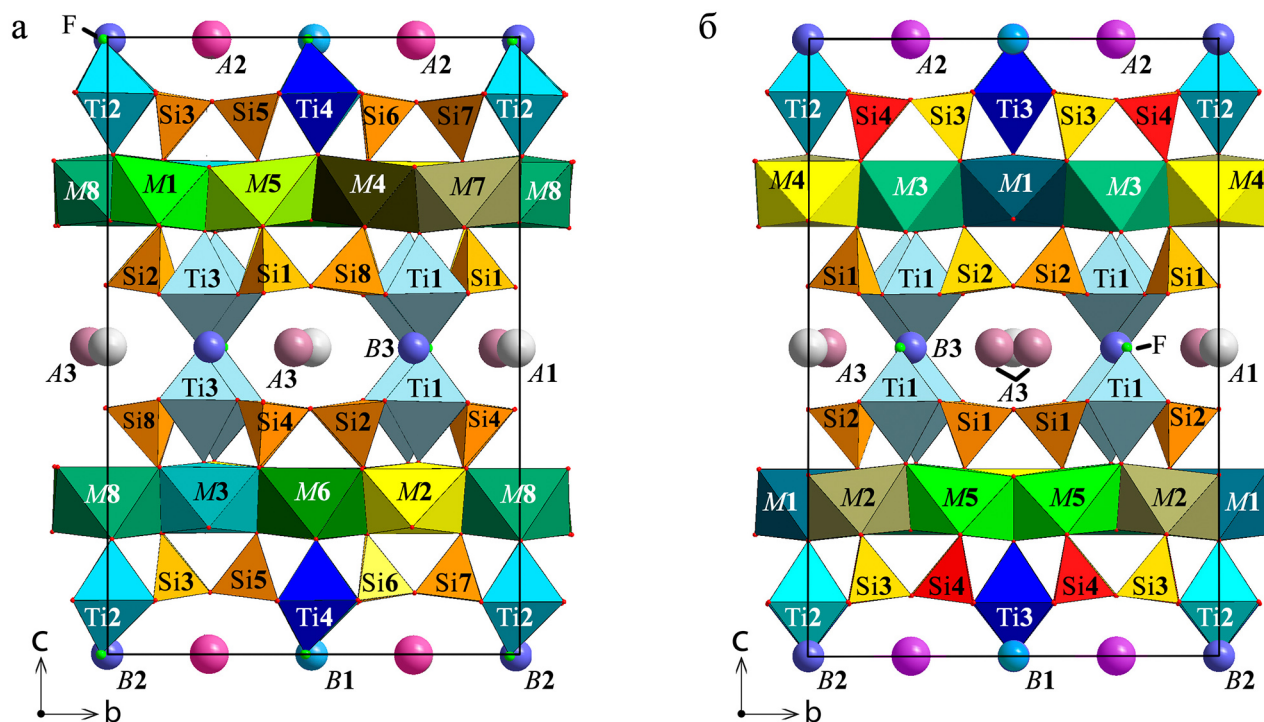 а
F
A2 A2
Ti2 Si3 Si5 Ti4 Si6 Si7 Ti2
M8 M1 M5 M4 M7 M8
Si2 Ti3 Si1 Si8 Ti1 Si1
A3 A3 B3 A1
Ti3 Ti1
Si8 Si4 Si2 Si4
M8 M3 M6 M2 M8
Si3 Si5 Si6 Si7
Ti2 Ti4 Ti2
B2 B1 B2
c
b
б
A2 A2
Ti2 Si4 Si3 Ti3 Si3 Si4 Ti2
M4 M3 M1 M3 M4
Si1 Ti1 Si2 Si2 Ti1 Si1
A3 B3 A3 F A1
Ti1 Ti1
Si2 Si1 Si1 Si2
M1 M2 M5 M5 M2 M1
Si3 Si4 Si4 Si3
Ti2 Ti3 Ti2
B2 B1 B2
c
b